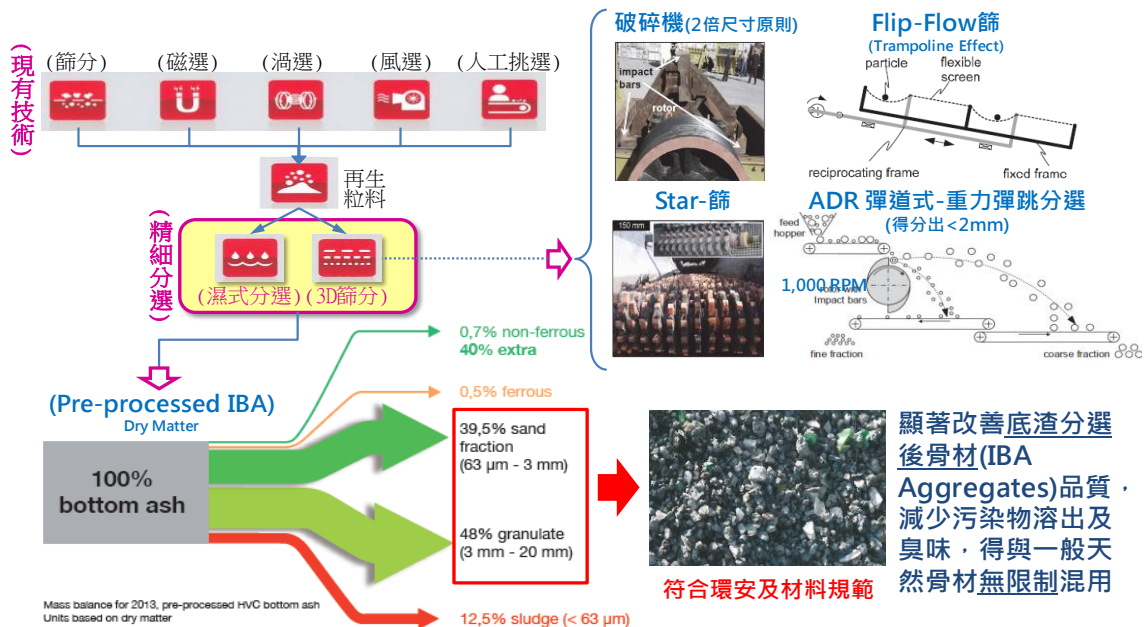 (現有技術)
(篩分)
(磁選)
(渦選)
(風選)
(人工挑選)
再生
粒料
(精細分選)
(濕式分選)
(3D篩分)
破碎機(2倍尺寸原則)
impact
bars
rotor
Flip-Flow篩
(Trampoline Effect)
particle
flexible
screen
reciprocating frame
fixed frame
Star-篩
150 mm
ADR 彈道式-重力彈跳分選
(得分出<2mm)
feed
hopper
1,000 RPM
rotor with
Impact bars
fine fraction
coarse fraction
(Pre-processed IBA)
Dry Matter
100%
bottom ash
0,7% non-ferrous
40% extra
0,5% ferrous
39,5% sand
fraction
(63 µm - 3 mm)
48% granulate
(3 mm - 20 mm)
12,5% sludge (< 63 µm)
Mass balance for 2013, pre-processed HVC bottom ash
Units based on dry matter
符合環安及材料規範
顯著改善底渣分選
後骨材(IBA
Aggregates)品質，
減少污染物溶出及
臭味，得與一般天
然骨材無限制混用